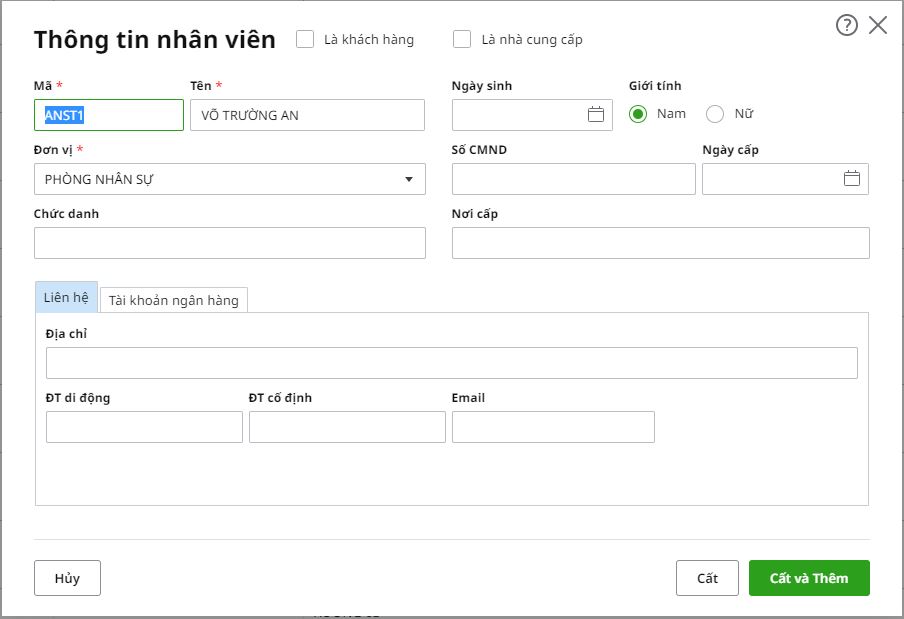 Thông tin nhân viên Là khách hàng Là nhà cung cấp
Mã * Tên * Ngày sinh Giới tính
ANST1 VÕ TRƯỜNG AN Nam Nữ
Đơn vị * Số CMND Ngày cấp
PHÒNG NHÂN SỰ
Chức danh Nơi cấp
Liên hệ Tài khoản ngân hàng
Địa chỉ
ĐT di động ĐT cố định Email
Hủy Cất Cất và Thêm